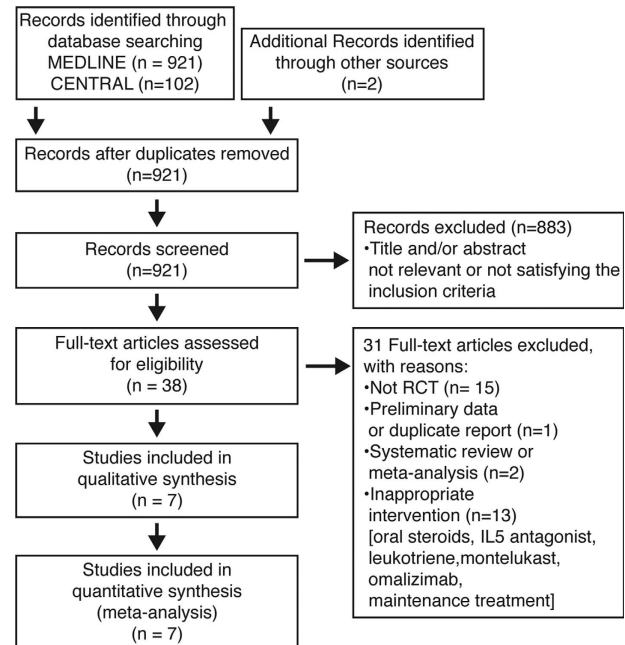 Records identified through
database searching
MEDLINE (n = 921)
CENTRAL (n=102)
Additional Records identified
through other sources
(n=2)
Records after duplicates removed
(n=921)
Records screened
(n=921)
Records excluded (n=883)
•Title and/or abstract
not relevant or not satisfying the
inclusion criteria
Full-text articles assessed
for eligibility
(n = 38)
31 Full-text articles excluded,
with reasons:
•Not RCT (n= 15)
•Preliminary data
or duplicate report (n=1)
•Systematic review or
meta-analysis (n=2)
•Inappropriate
intervention (n=13)
[oral steroids, IL5 antagonist,
leukotriene,montelukast,
omalizimab,
maintenance treatment]
Studies included in
qualitative synthesis
(n = 7)
Studies included in
quantitative synthesis
(meta-analysis)
(n = 7)